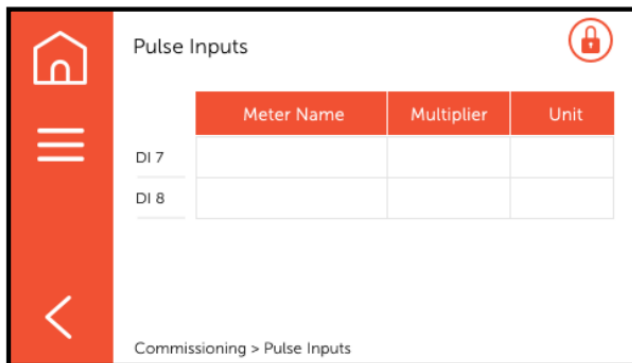 Pulse Inputs
Meter Name Multiplier Unit
DI 7
DI 8
Commissioning > Pulse Inputs